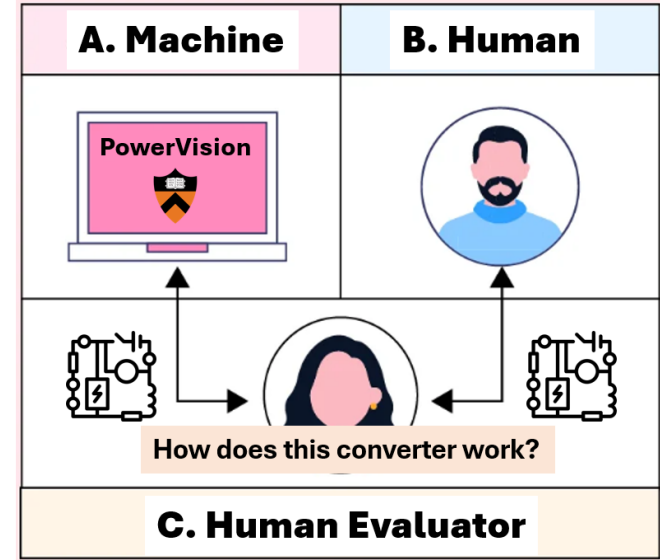 A. Machine
B. Human
PowerVision
How does this converter work?
C. Human Evaluator